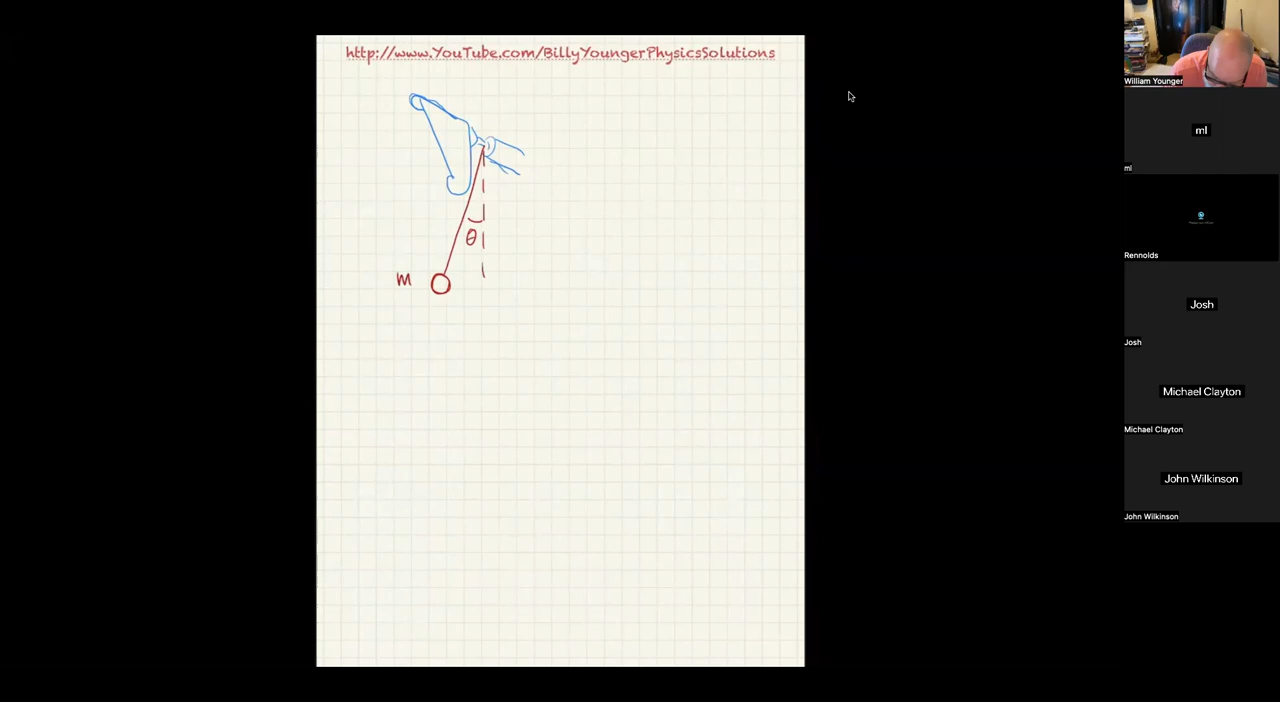 http://www.YouTube.com/BillyYoungerPhysicsSolutions
θ
m
William Younger
ml
ml
Rennolds
Josh
Josh
Michael Clayton
Michael Clayton
John Wilkinson
John Wilkinson